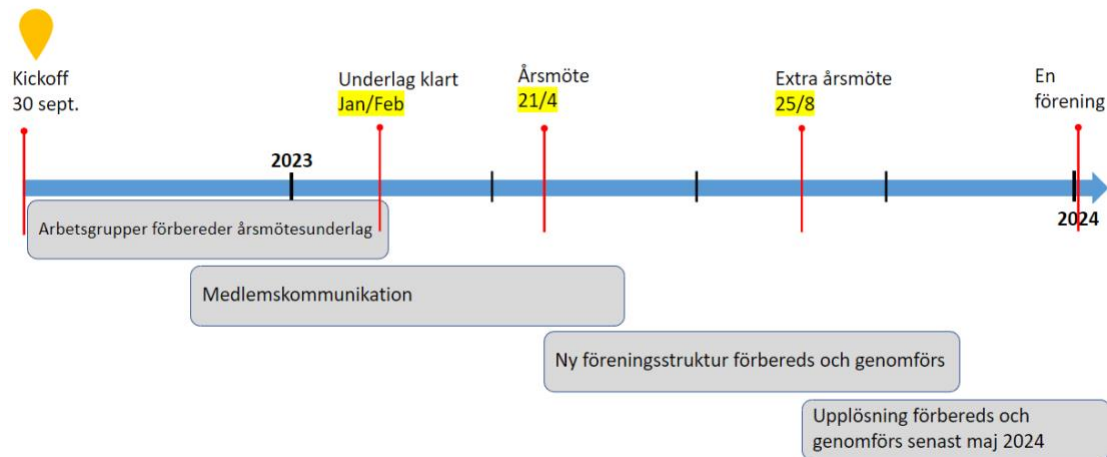 Kickoff
30 sept.
Underlag klart
Jan/Feb
Årsmöte
21/4
Extra årsmöte
25/8
En
förening
2023
2024
Arbetsgrupper förbereder årsmötesunderlag
Medlemskommunikation
Ny föreningsstruktur förbereds och genomförs
Upplösning förbereds och
genomförs senast maj 2024